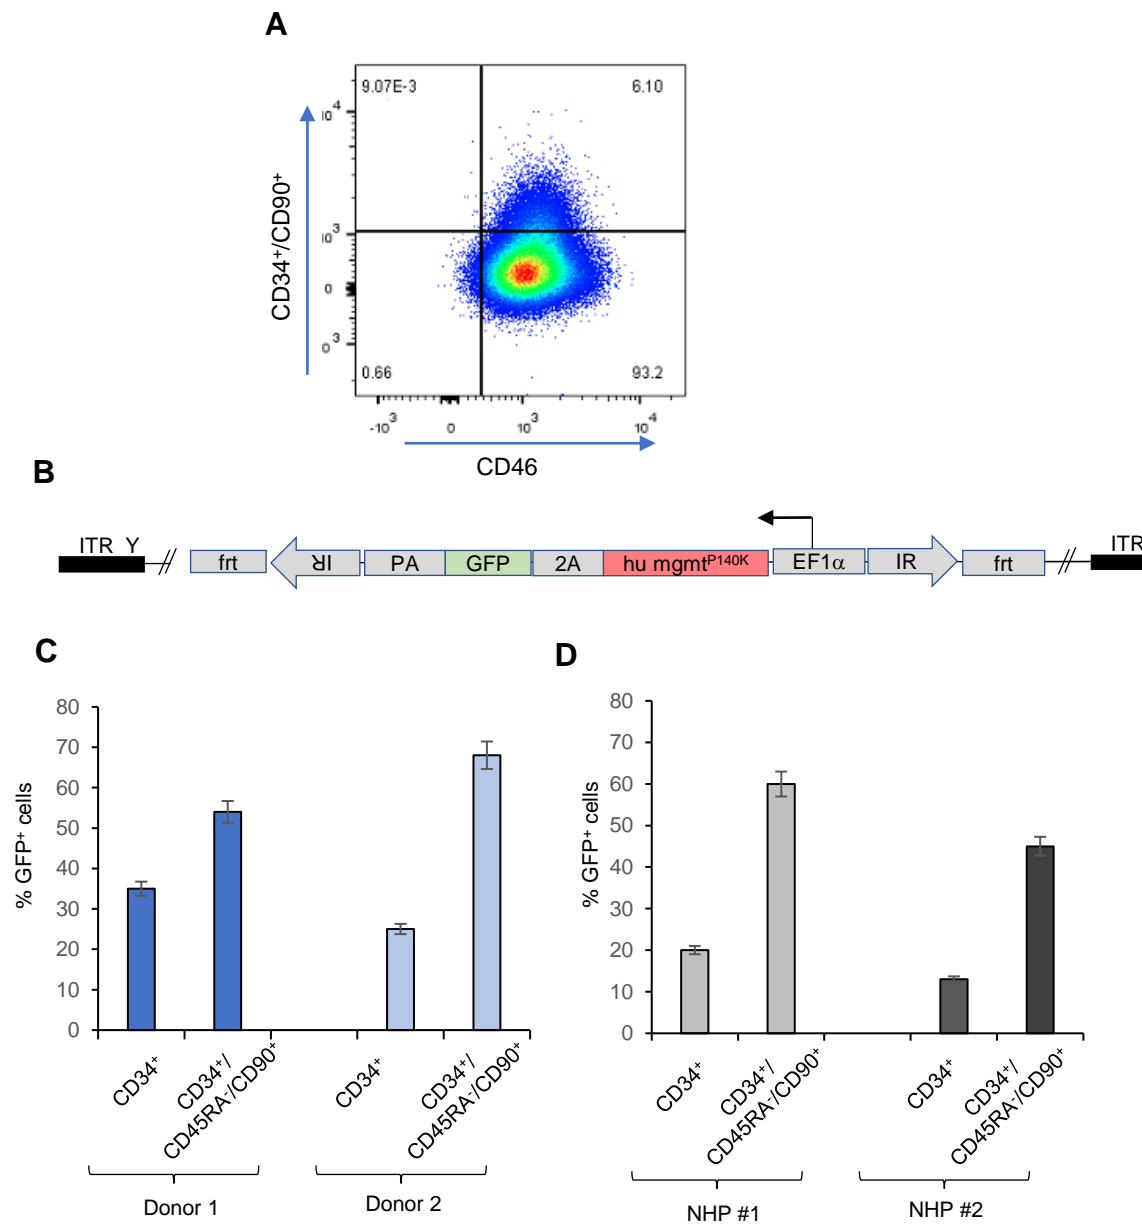 A
9.07E-3 6.10
10⁴
10³
0
0³
0.66 93.2
-10³ 0 10³ 10⁴
CD34⁺/CD90⁺
CD46
B
ITR Y // frt IR PA GFP 2A hu mgmtᴾ¹⁴⁰ᴷ EF1α IR frt // ITR
C
80
70
60
50
40
30
20
10
0
% GFP⁺ cells
CD34⁺
CD34⁺/
CD45RA⁻/CD90⁺
CD34⁺
CD34⁺/
CD45RA⁻/CD90⁺
Donor 1 Donor 2
D
80
70
60
50
40
30
20
10
0
% GFP⁺ cells
CD34⁺
CD34⁺/
CD45RA⁻/CD90⁺
CD34⁺
CD34⁺/
CD45RA⁻/CD90⁺
NHP #1 NHP #2